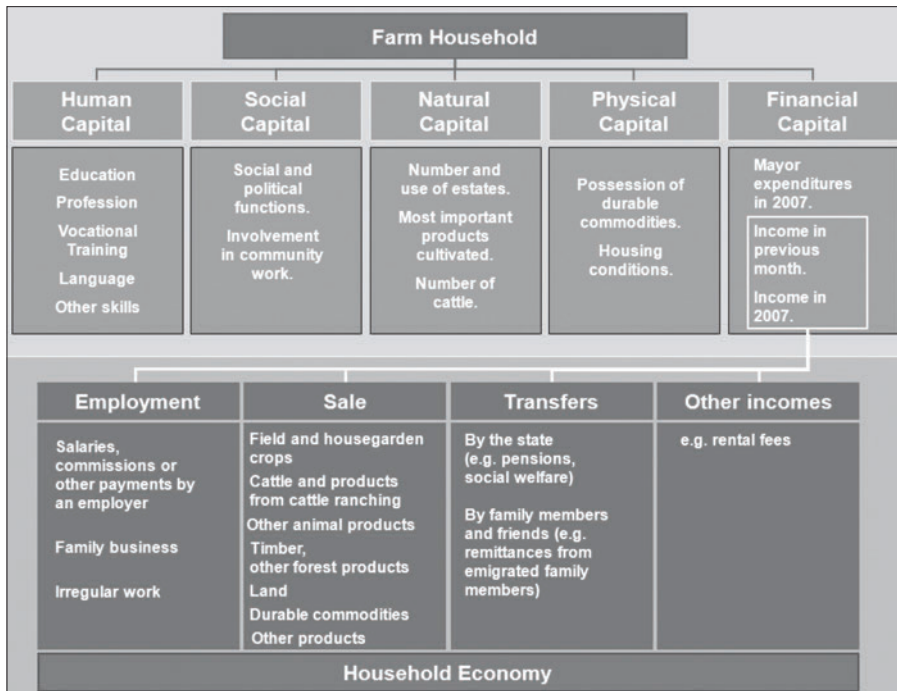 Farm Household
Human
Capital
Social
Capital
Natural
Capital
Physical
Capital
Financial
Capital
Education
Profession
Vocational
Training
Language
Other skills
Social and
political
functions.
Involvement
in community
work.
Number and
use of estates.
Most important
products
cultivated.
Number of
cattle.
Possession of
durable
commodities.
Housing
conditions.
Mayor
expenditures
in 2007.
Income in
previous
month.
Income in
2007.
Employment
Sale
Transfers
Other incomes
Salaries,
commissions or
other payments by
an employer
Family business
Irregular work
Field and housegarden
crops
Cattle and products
from cattle ranching
Other animal products
Timber,
other forest products
Land
Durable commodities
Other products
By the state
(e.g. pensions,
social welfare)
By family members
and friends (e.g.
remittances from
emigrated family
members)
e.g. rental fees
Household Economy